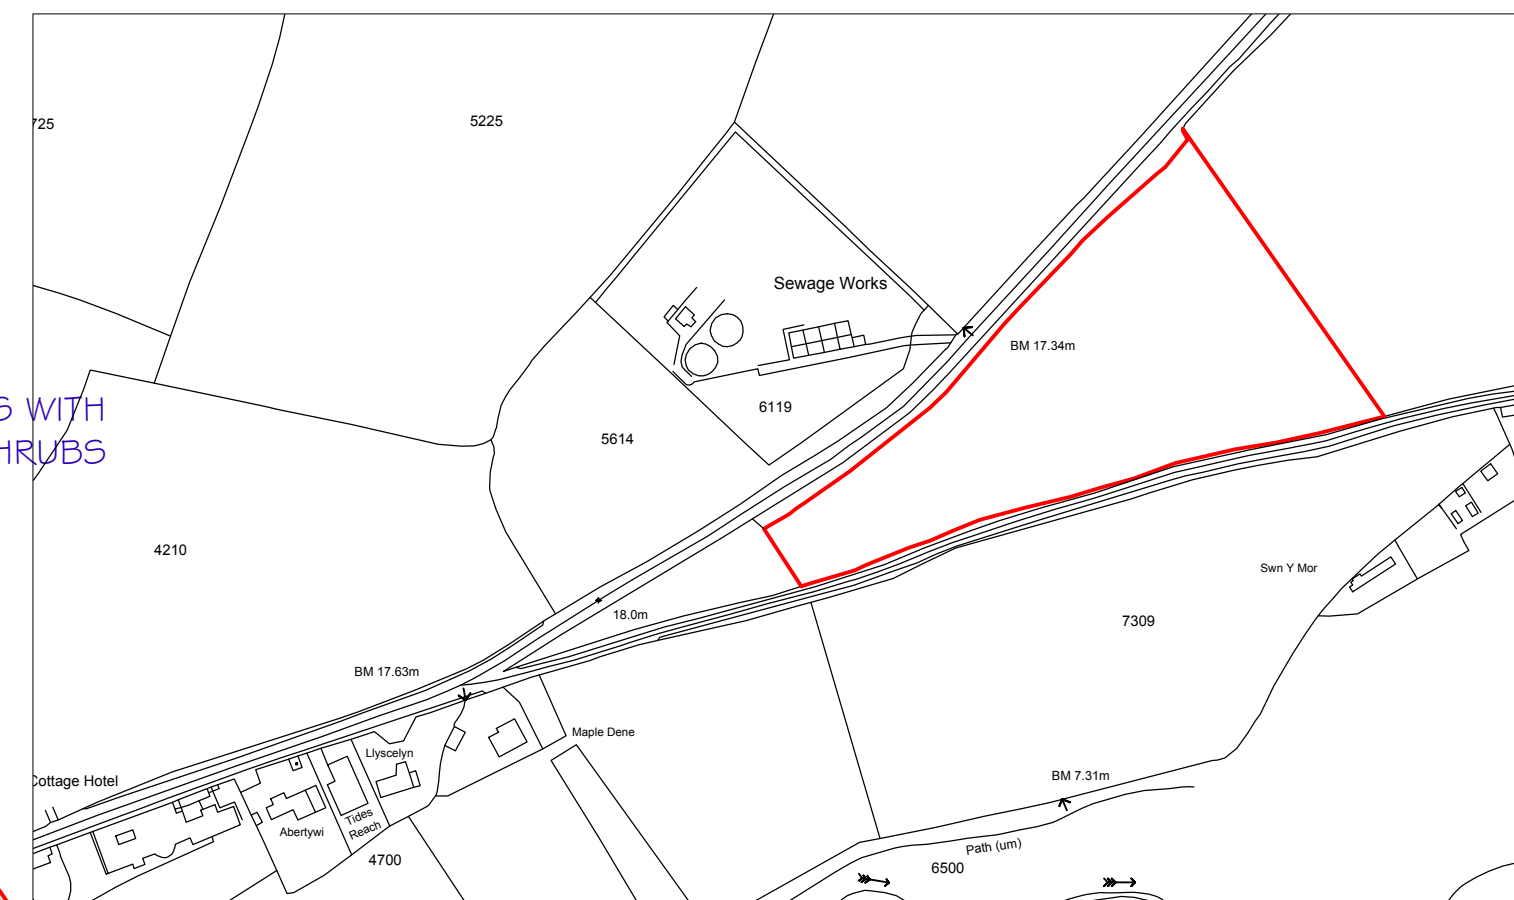 725
5225
Sewage Works
BM 17.34m
S WITH
HRUBS
6119
5614
4210
Swn Y Mor
18.0m
7309
BM 17.63m
Maple Dene
Llyscelyn
BM 7.31m
Cottage Hotel
Tides
Reach
Abertywi
Path (um)
4700
6500